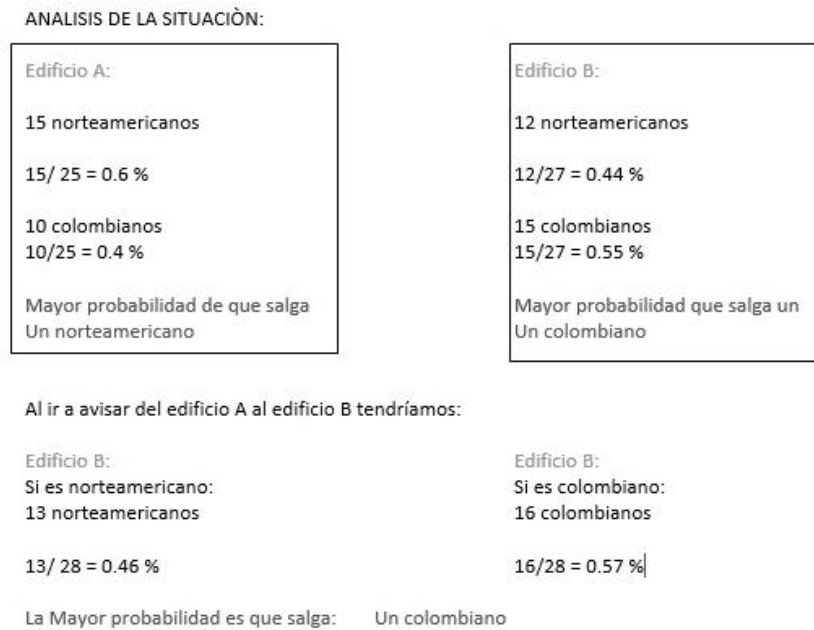 ANALISIS DE LA SITUACIÒN:
Edificio A:
15 norteamericanos
15/ 25 = 0.6 %
10 colombianos
10/25 = 0.4 %
Mayor probabilidad de que salga
Un norteamericano
Edificio B:
12 norteamericanos
12/27 = 0.44 %
15 colombianos
15/27 = 0.55 %
Mayor probabilidad que salga un
Un colombiano
Al ir a avisar del edificio A al edificio B tendríamos:
Edificio B:
Si es norteamericano:
13 norteamericanos
13/ 28 = 0.46 %
Edificio B:
Si es colombiano:
16 colombianos
16/28 = 0.57 %
La Mayor probabilidad es que salga: Un colombiano